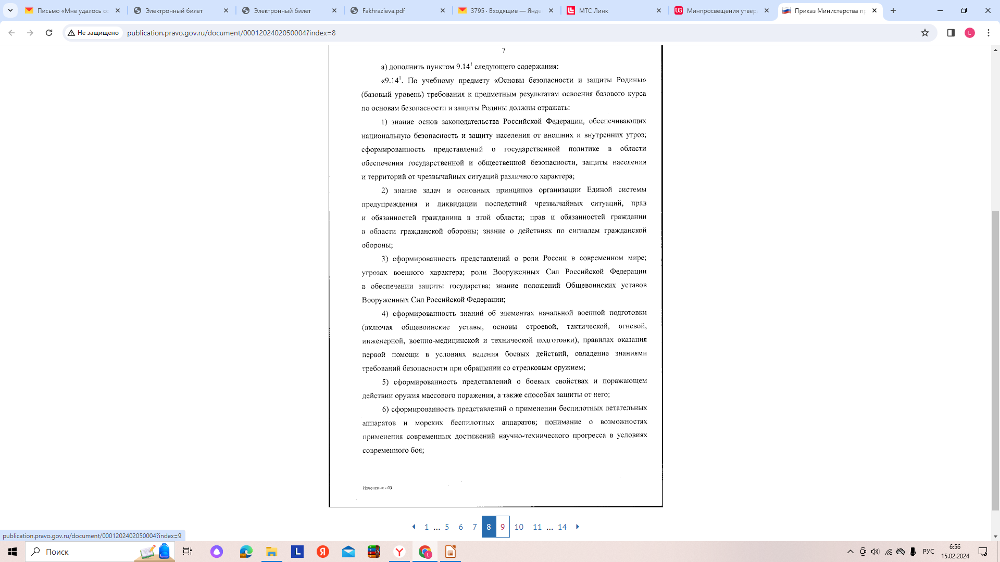 Письмо «Мне удалось со
Электронный билет
Электронный билет
Fakhrazieva.pdf
3795 · Входящие — Янде
МТС Линк
Минпросвещения утвер
Приказ Министерства пр
Не защищено
publication.pravo.gov.ru/document/0001202402050004?index=8
L
7
а) дополнить пунктом 9.14¹ следующего содержания:
«9.14¹. По учебному предмету «Основы безопасности и защиты Родины»
(базовый уровень) требования к предметным результатам освоения базового курса
по основам безопасности и защиты Родины должны отражать:
1) знание основ законодательства Российской Федерации, обеспечивающих
национальную безопасность и защиту населения от внешних и внутренних угроз;
сформированность представлений о государственной политике в области
обеспечения государственной и общественной безопасности, защиты населения
и территорий от чрезвычайных ситуаций различного характера;
2) знание задач и основных принципов организации Единой системы
предупреждения и ликвидации последствий чрезвычайных ситуаций, прав
и обязанностей гражданина в этой области; прав и обязанностей гражданин
в области гражданской обороны; знание о действиях по сигналам гражданской
обороны;
3) сформированность представлений о роли России в современном мире;
угрозах военного характера; роли Вооруженных Сил Российской Федерации
в обеспечении защиты государства; знание положений Общевоинских уставов
Вооруженных Сил Российской Федерации;
4) сформированность знаний об элементах начальной военной подготовки
(включая общевоинские уставы, основы строевой, тактической, огневой,
инженерной, военно-медицинской и технической подготовки), правилах оказания
первой помощи в условиях ведения боевых действий, овладение знаниями
требований безопасности при обращении со стрелковым оружием;
5) сформированность представлений о боевых свойствах и поражающем
действии оружия массового поражения, а также способах защиты от него;
6) сформированность представлений о применении беспилотных летательных
аппаратов и морских беспилотных аппаратов; понимание о возможностях
применения современных достижений научно-технического прогресса в условиях
современного боя;
Изменения - 03
1 ... 5 6 7 8 9 10 11 ... 14
publication.pravo.gov.ru/document/0001202402050004?index=9
Поиск
РУС
6:56
15.02.2024